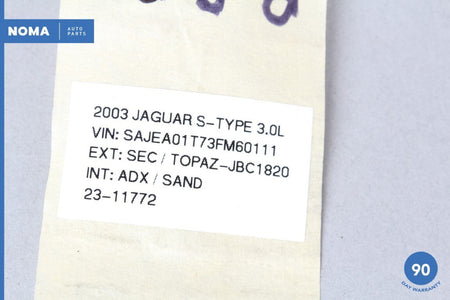 NOMA AUTO
PARTS
2003 JAGUAR S-TYPE 3.0L
VIN: SAJEA01T73FM60111
EXT: SEC / TOPAZ-JBC1820
INT: ADX / SAND
23-11772
90
DAY WARRANTY